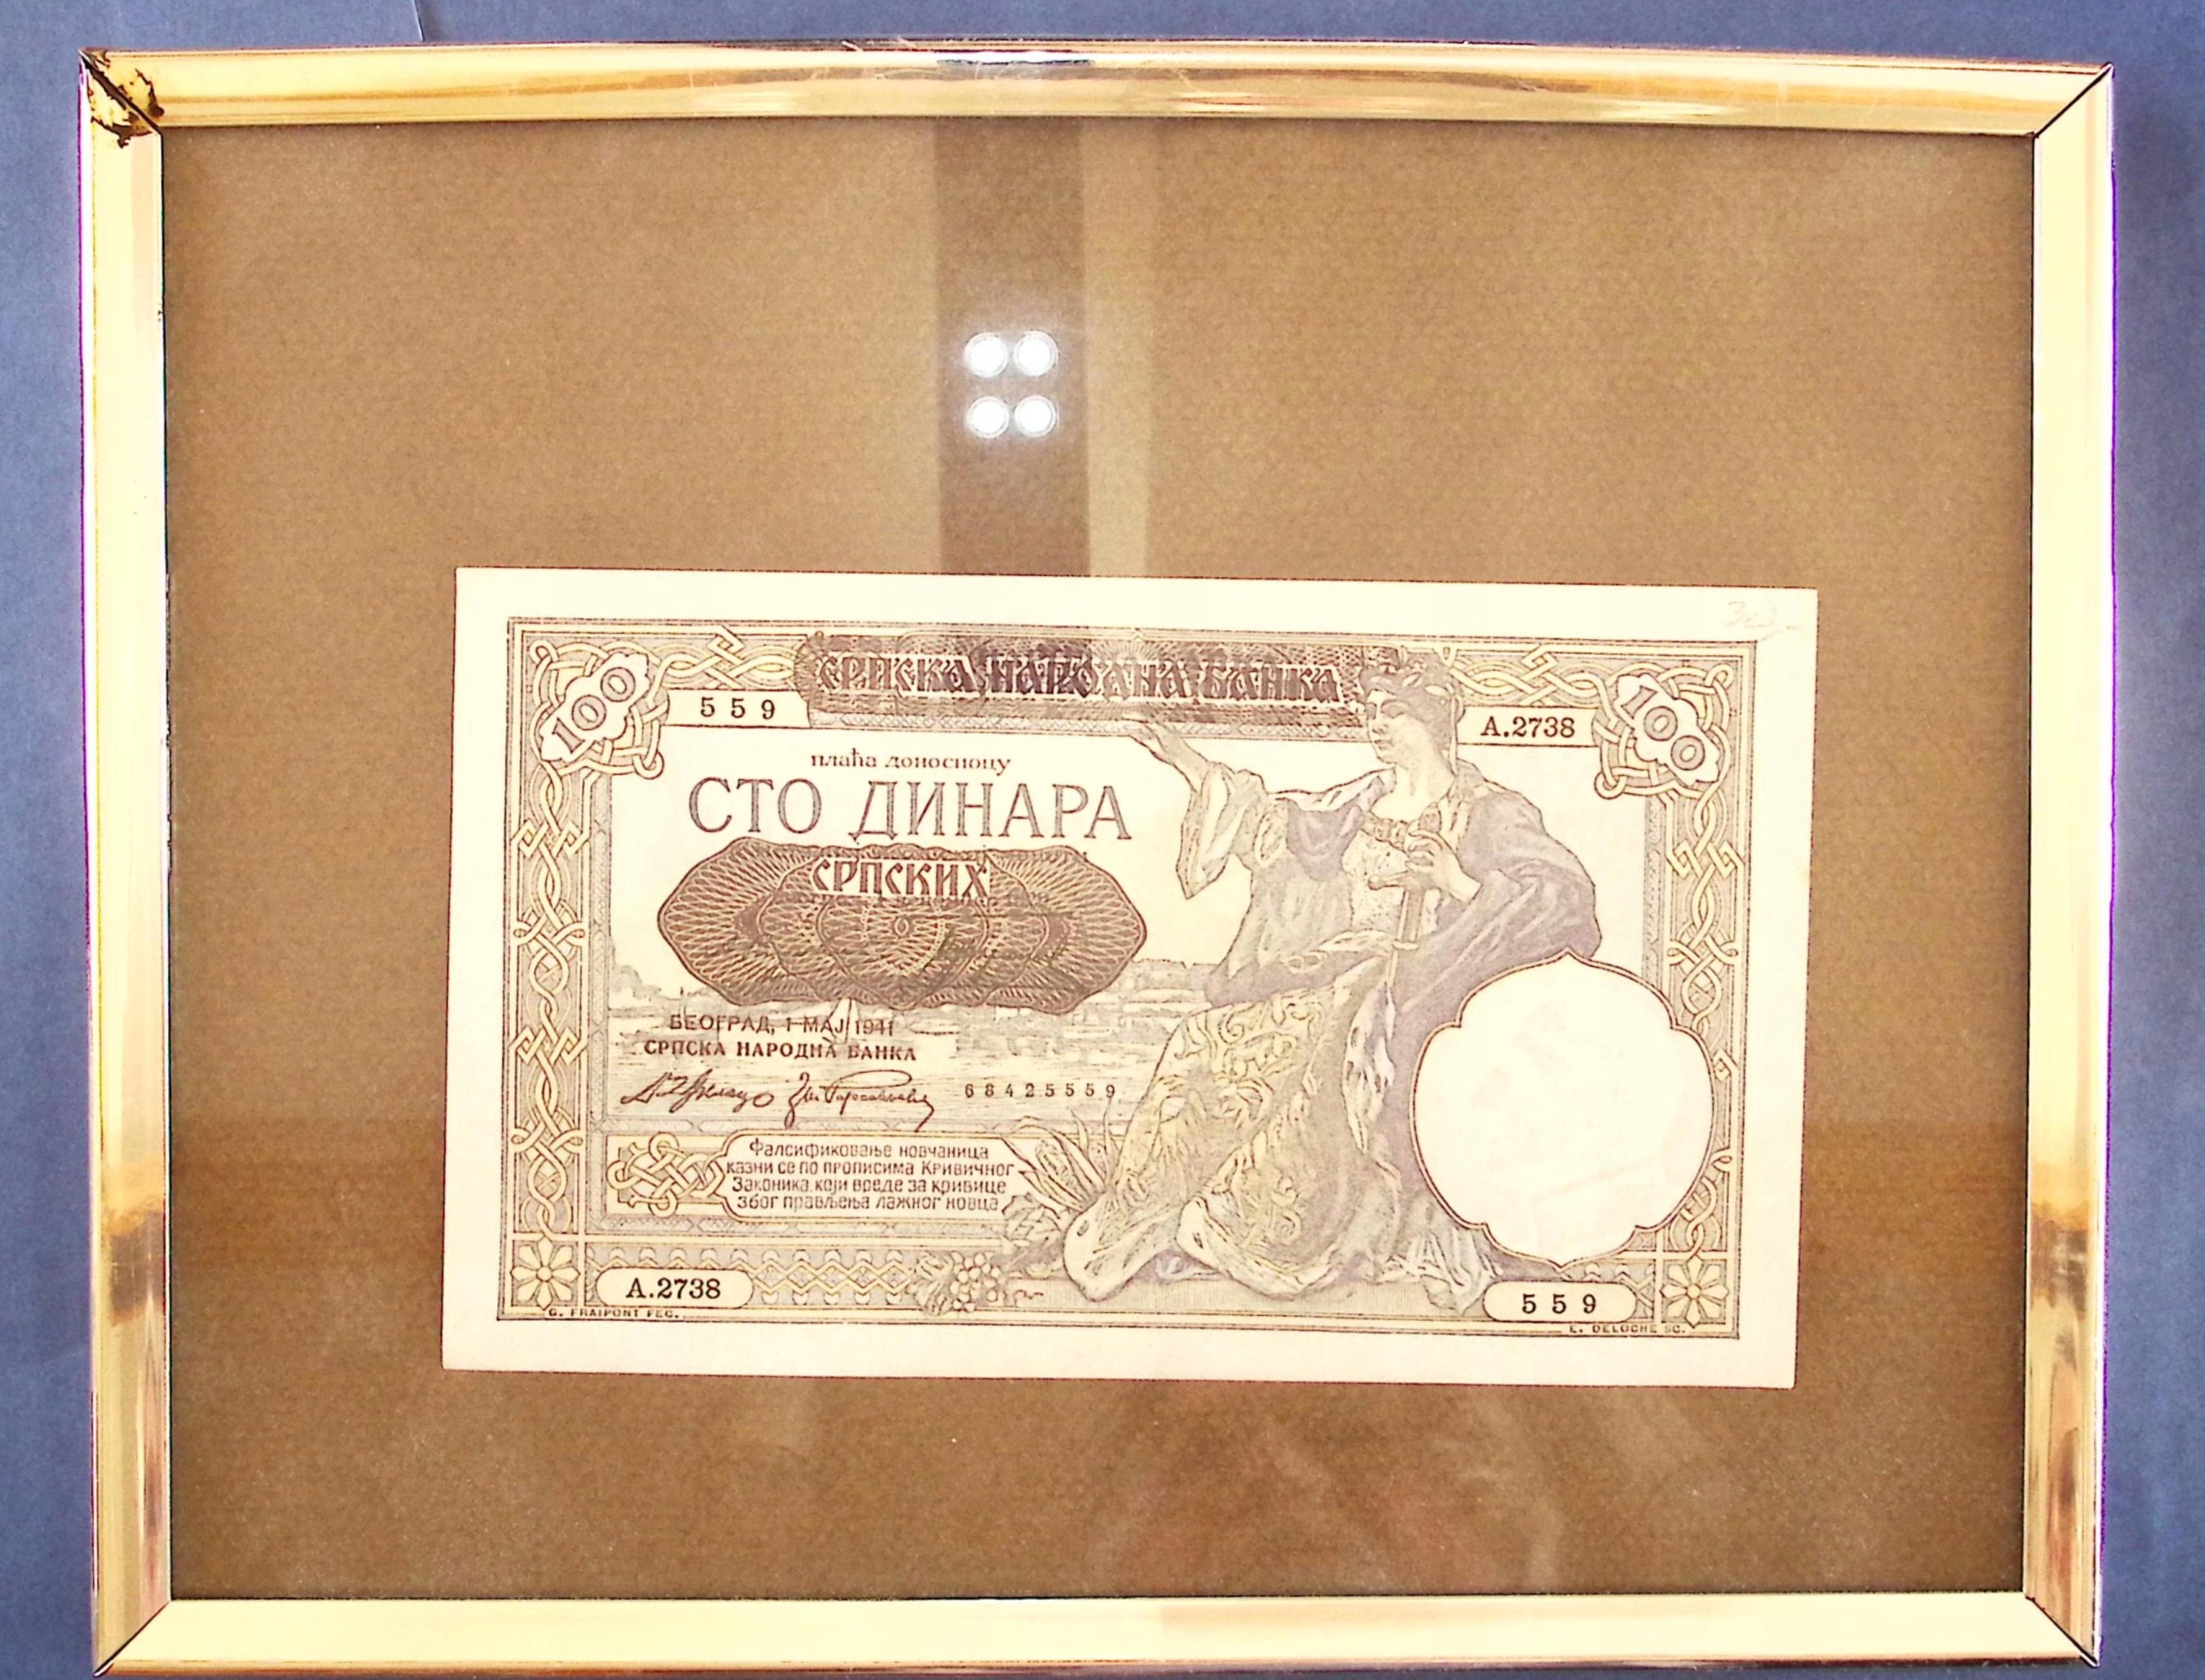 СРПСКА НАРОДНА БАНКА
100
559
A.2738
100
плаћа доносиоцу
СТО ДИНАРА
СРПСКИХ
БЕОГРАД, 1 МАЈ 1941
СРПСКА НАРОДНА БАНКА
68425559
Фалсификовање новчаница
казни се по прописима Кривичног
Законика, који вреде за кривице
због прављења лажног новца
A.2738
559
G. FRAIPONT FEC.
E. DELOCHE SC.